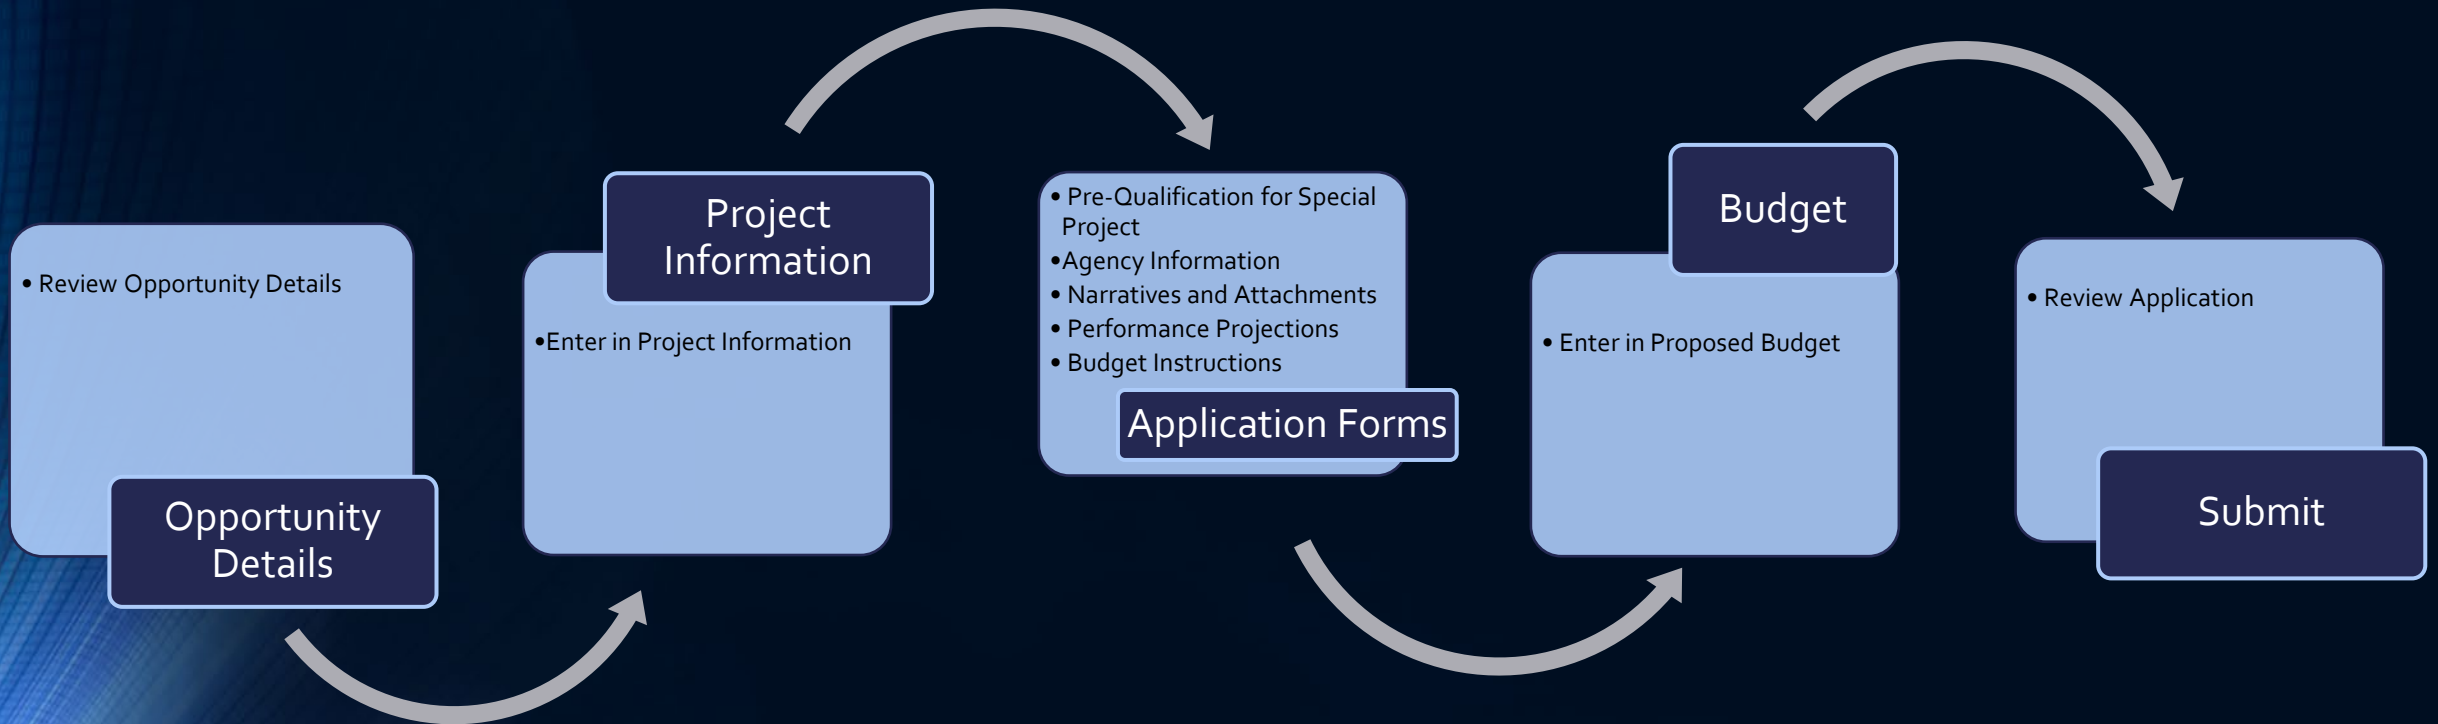 • Review Opportunity Details
Opportunity
Details
Project
Information
•Enter in Project Information
• Pre-Qualification for Special
Project
•Agency Information
• Narratives and Attachments
• Performance Projections
• Budget Instructions
Application Forms
Budget
• Enter in Proposed Budget
• Review Application
Submit